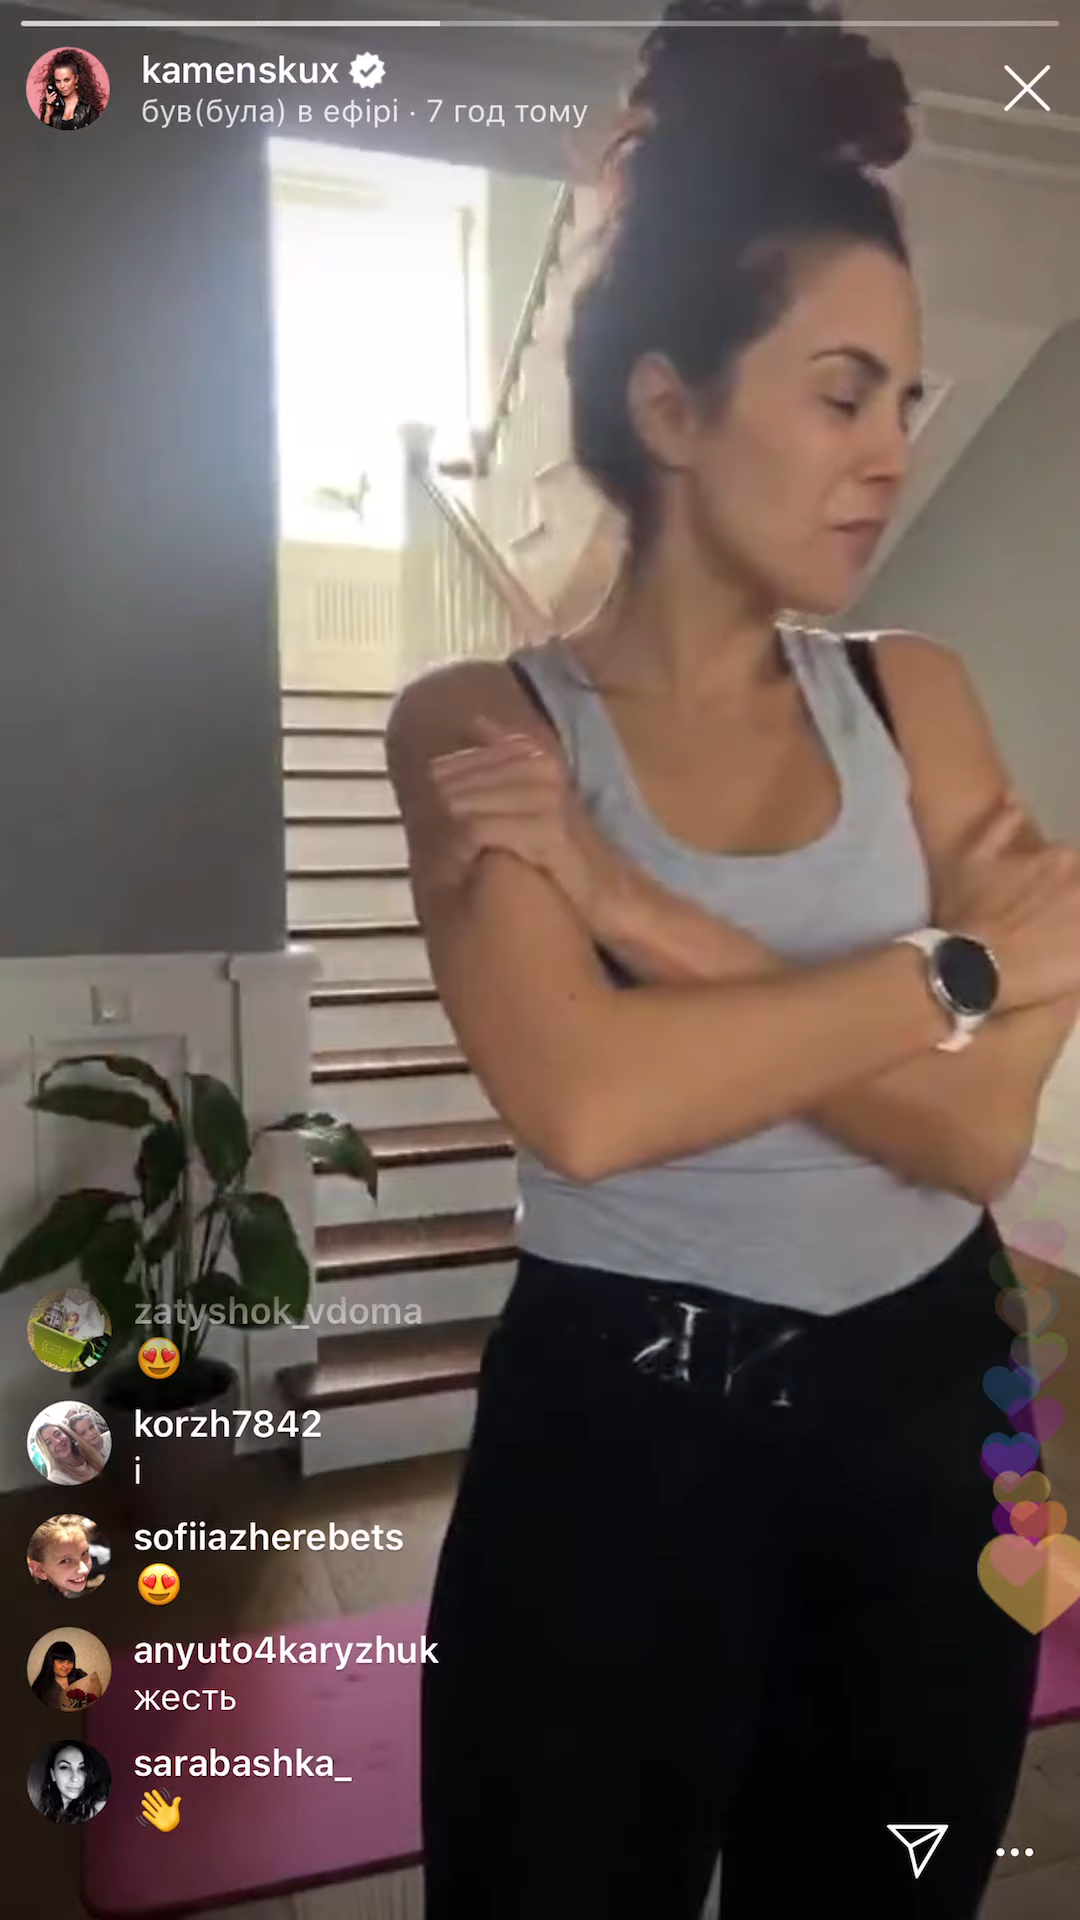 kamenskux
був(була) в ефірі · 7 год тому
zatyshok_vdoma
😍
korzh7842
і
sofiiazherebets
😍
anyuto4karyzhuk
жесть
sarabashka_
👋